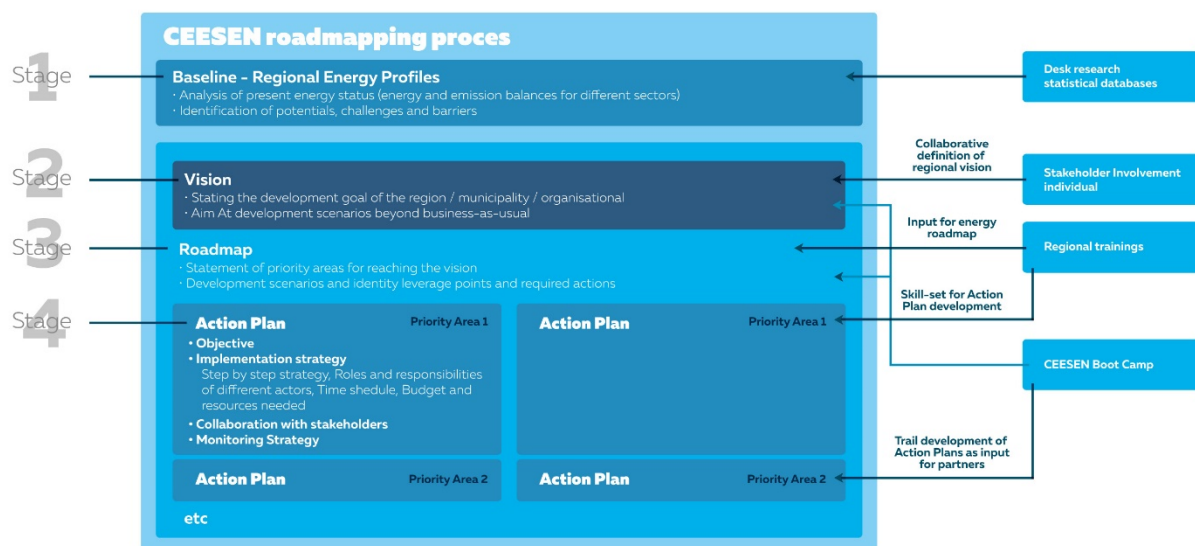 CEESEN roadmapping proces
Stage 1
Baseline - Regional Energy Profiles
· Analysis of present energy status (energy and emission balances for different sectors)
· Identification of potentials, challenges and barriers
Desk research
statistical databases
Stage 2
Vision
· Stating the development goal of the region / municipality / organisational
· Aim At development scenarios beyond business-as-usual
Collaborative
definition of
regional vision
Stakeholder Involvement
individual
Stage 3
Roadmap
· Statement of priority areas for reaching the vision
· Development scenarios and identity leverage points and required actions
Input for energy
roadmap
Regional trainings
Skill-set for Action
Plan development
Stage 4
Action Plan Priority Area 1
· Objective
· Implementation strategy
Step by step strategy, Roles and responsibilities
of diffrerent actors, Time shedule, Budget and
resources needed
· Collaboration with stakeholders
· Monitoring Strategy
Action Plan Priority Area 1
CEESEN Boot Camp
Trail development of
Action Plans as input
for partners
Action Plan Priority Area 2
Action Plan Priority Area 2
etc